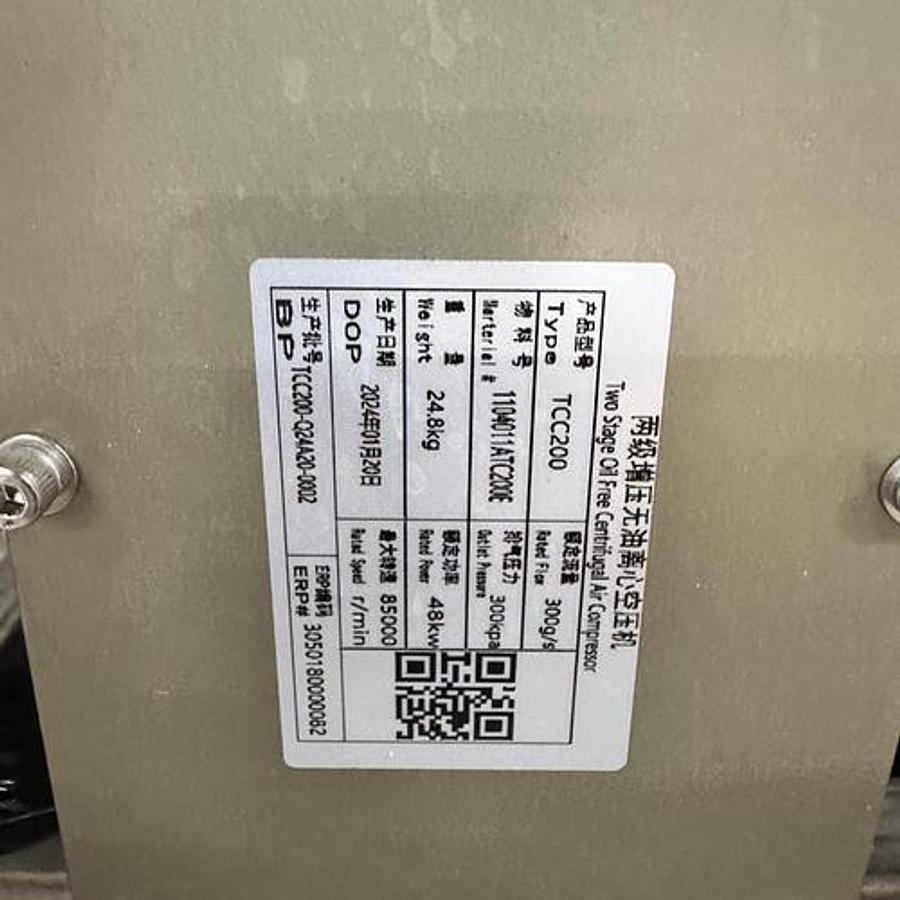 两级增压无油离心空压机
Two Stage Oil Free Centrifugal Air Compressor
产品型号 Type TCC200
额定流量 Rated Flow 300g/s
物料号 Marterial # 1104011ATC200E
排气压力 Outlet Pressure 300kpa
重量 Weight 24.8kg
额定功率 Rated Power 48kw
生产日期 DOP 2024年01月20日
最大转速 Rated Speed 85000 r/min
生产批号 BP TCC200-Q24A20-0002
ERP编码 ERP# 3050180000062